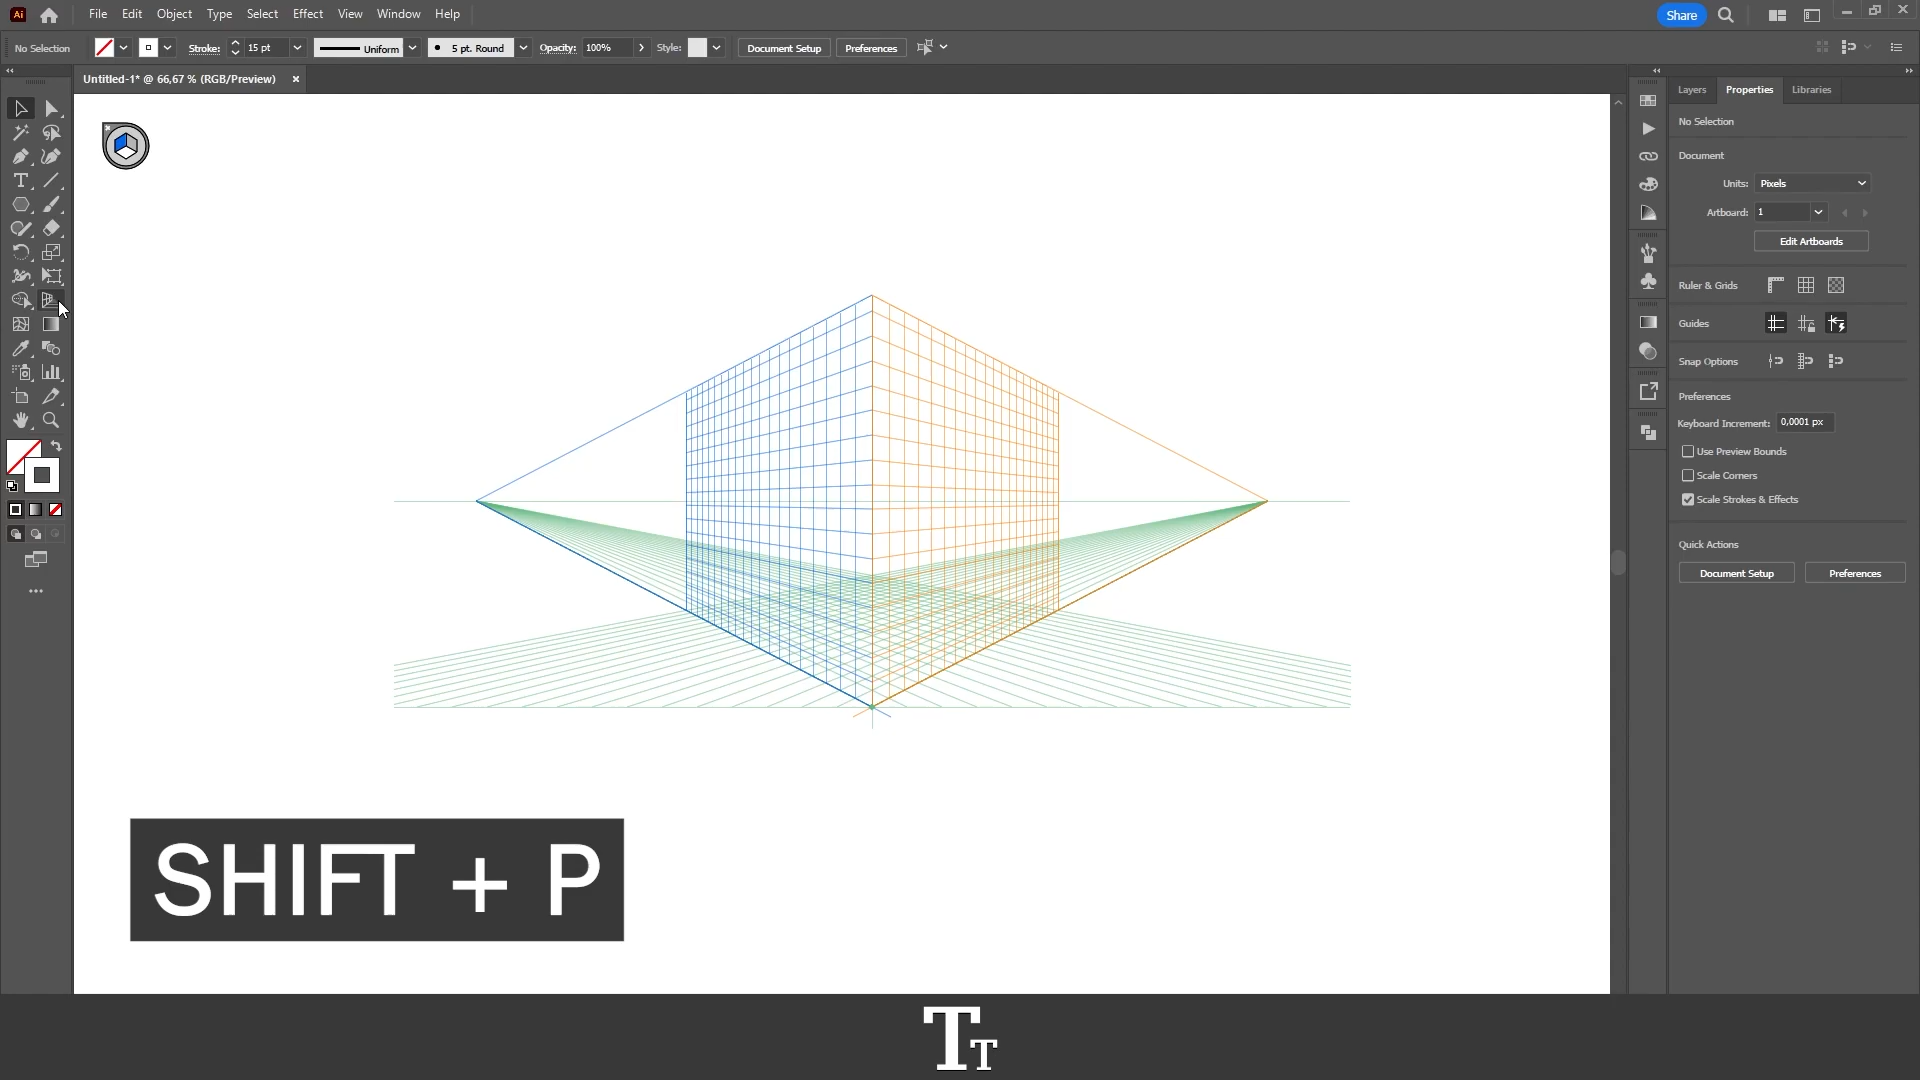 Ai File Edit Object Type Select Effect View Window Help Share
No Selection Stroke: 15 pt Uniform 5 pt. Round Opacity: 100% Style: Document Setup Preferences
Untitled-1* @ 66,67 % (RGB/Preview)
Layers Properties Libraries
No Selection
Document
Units: Pixels
Artboard: 1
Edit Artboards
Ruler & Grids
Guides
Snap Options
Preferences
Keyboard Increment: 0,0001 px
Use Preview Bounds
Scale Corners
Scale Strokes & Effects
Quick Actions
Document Setup Preferences
SHIFT + P
TT